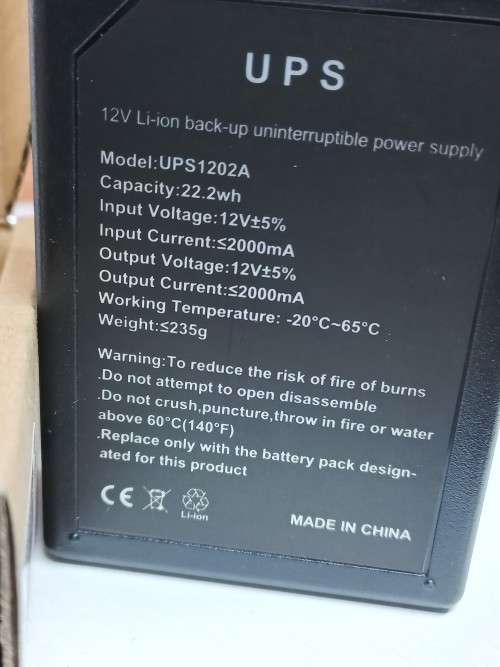 UPS
12V Li-ion back-up uninterruptible power supply
Model:UPS1202A
Capacity:22.2wh
Input Voltage:12V±5%
Input Current:≤2000mA
Output Voltage:12V±5%
Output Current:≤2000mA
Working Temperature: -20°C~65°C
Weight:≤235g
Warning:To reduce the risk of fire of burns
.Do not attempt to open disassemble
.Do not crush,puncture,throw in fire or water
above 60°C(140°F)
.Replace only with the battery pack design-
ated for this product
CE
Li-ion
MADE IN CHINA